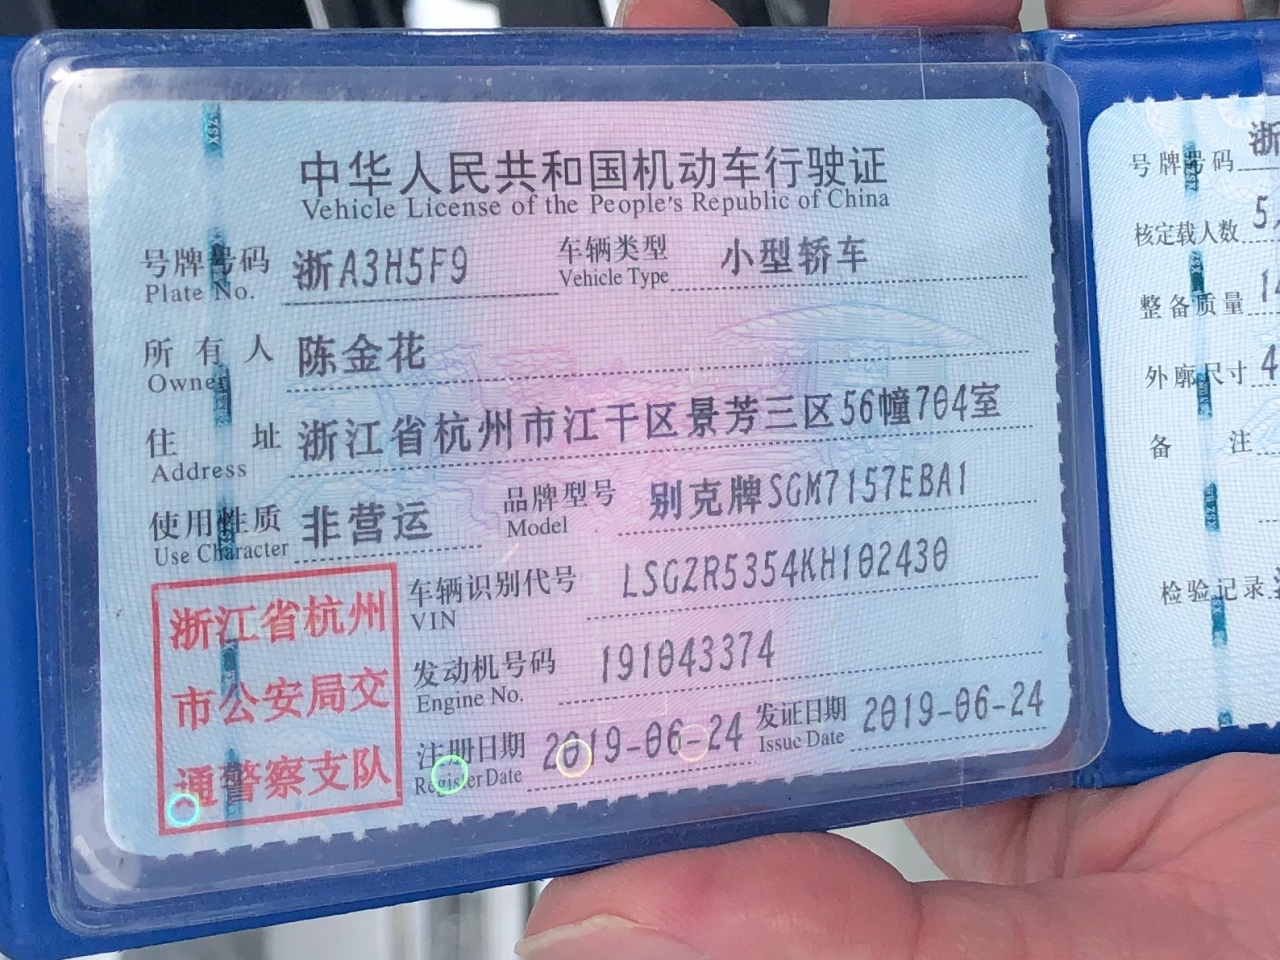 中华人民共和国机动车行驶证
Vehicle License of the People's Republic of China
号牌号码 浙A3H5F9 车辆类型 小型轿车
Plate No. Vehicle Type
所有人 陈金花
Owner
住址 浙江省杭州市江干区景芳三区56幢704室
Address
使用性质 非营运 品牌型号 别克牌SGM7157EBA1
Use Character Model
车辆识别代号 LSGZR5354KH102430
VIN
发动机号码 191043374
Engine No.
注册日期 2019-06-24 发证日期 2019-06-24
Register Date Issue Date
浙江省杭州
市公安局交
通警察支队
号牌号码 浙
核定载人数 5
整备质量 14
外廓尺寸 4
备注
检验记录